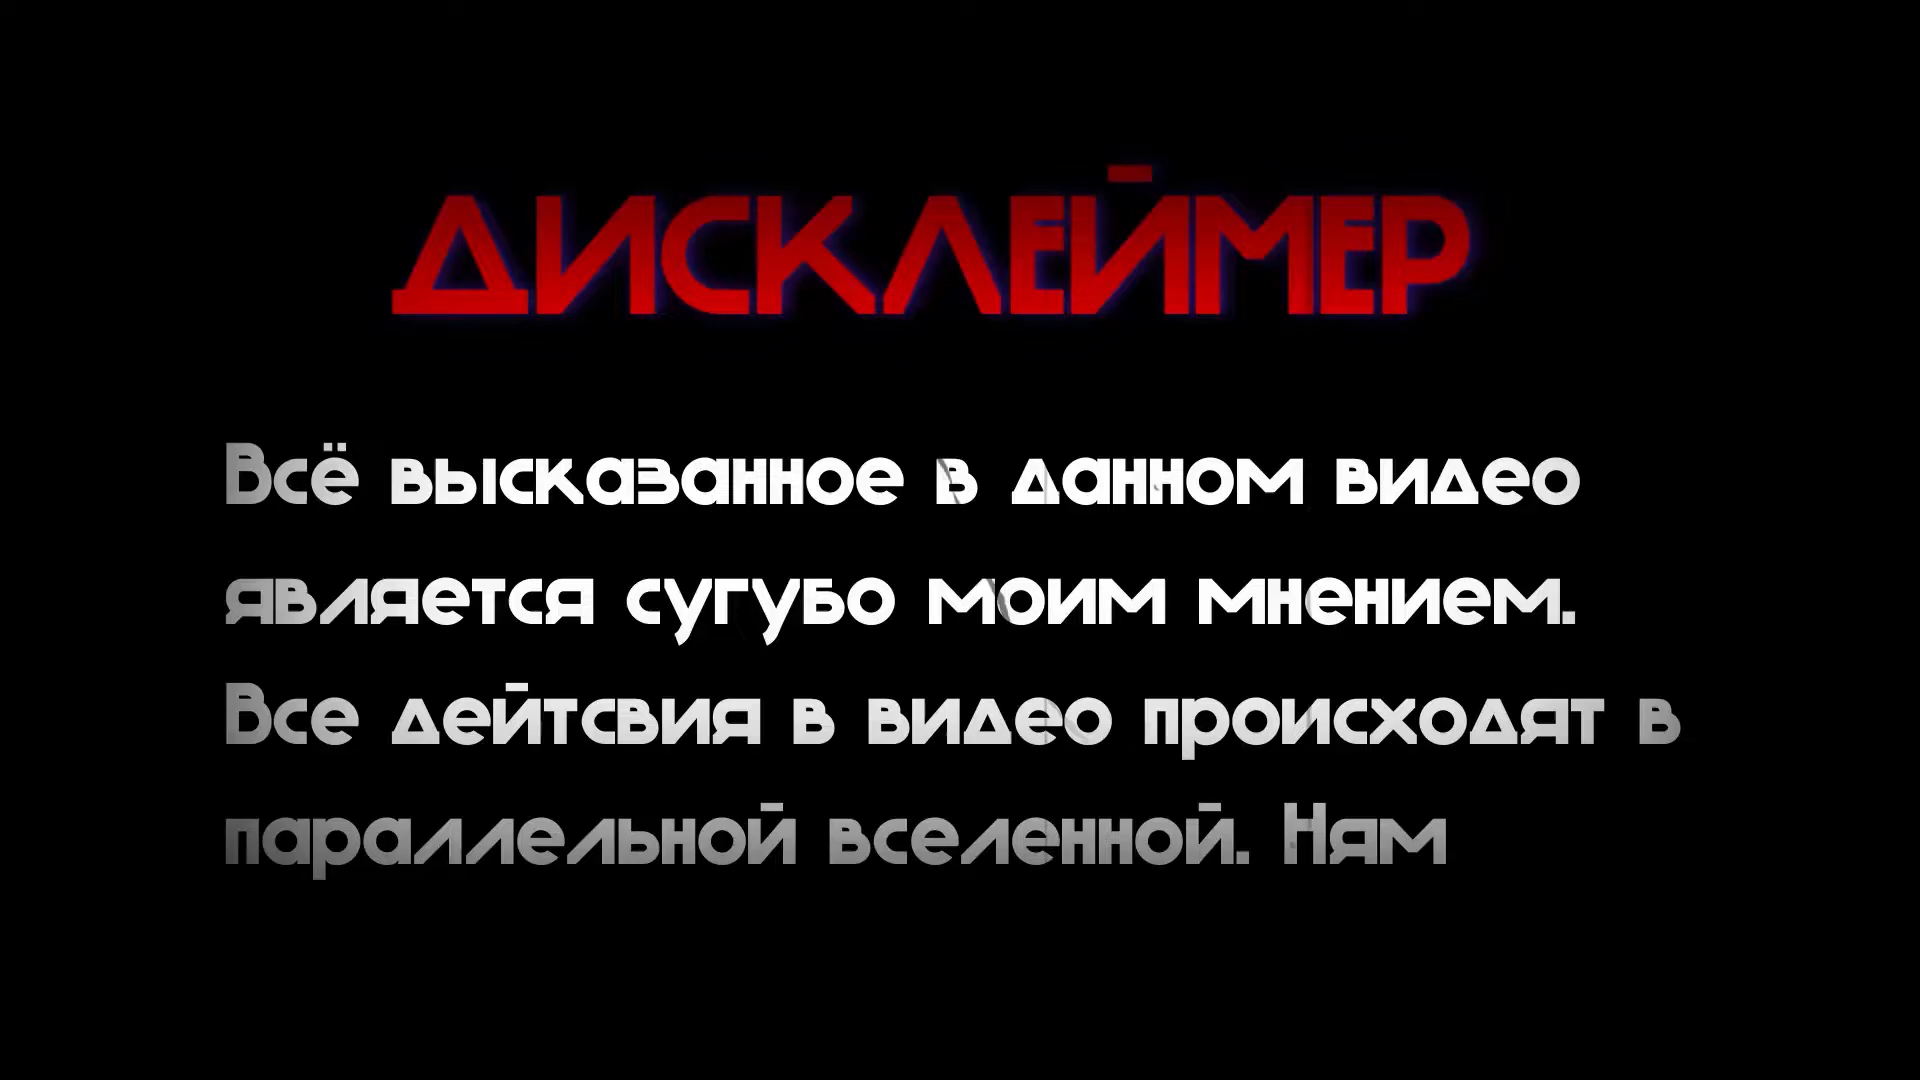 ДИСКЛЕЙМЕР
Всё высказанное в данном видео
является сугубо моим мнением.
Все дейтсвия в видео происходят в
параллельной вселенной. Ням